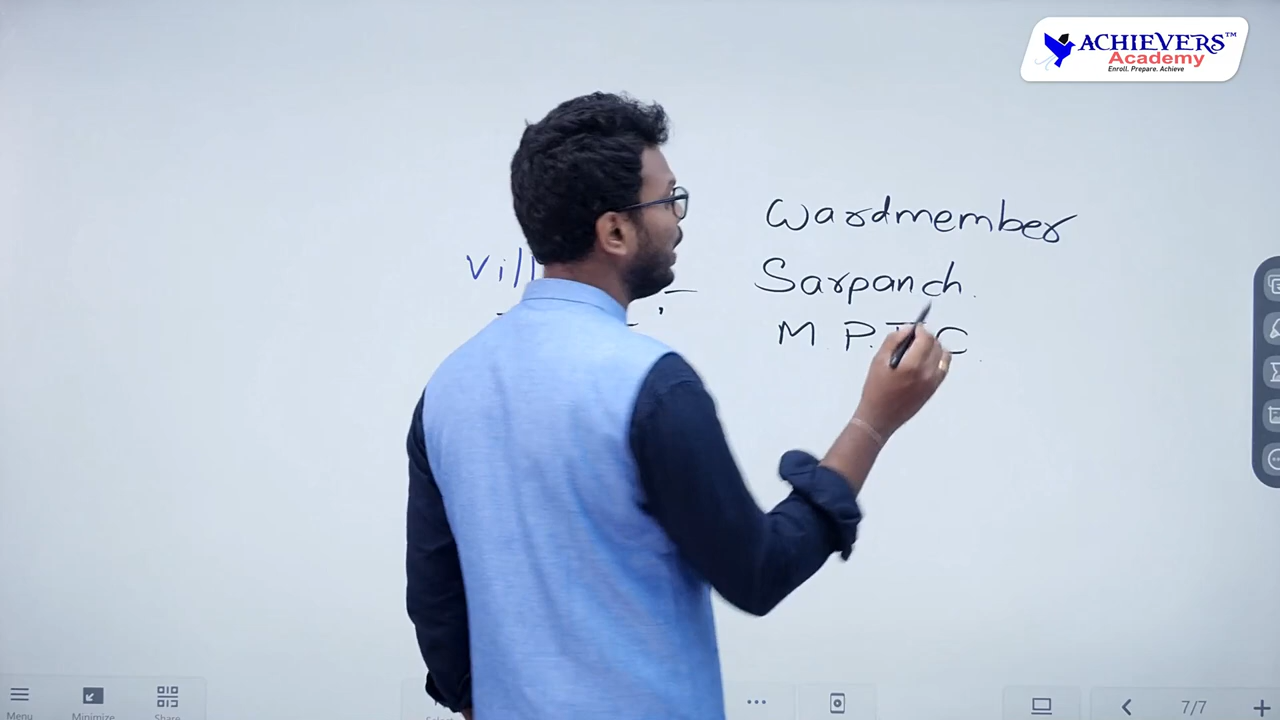 ACHIEVERS™
Academy
Enroll. Prepare. Achieve
Wardmember
Vill :-
Sarpanch.
M.P.T.C.
Menu
Minimize
Share
7/7